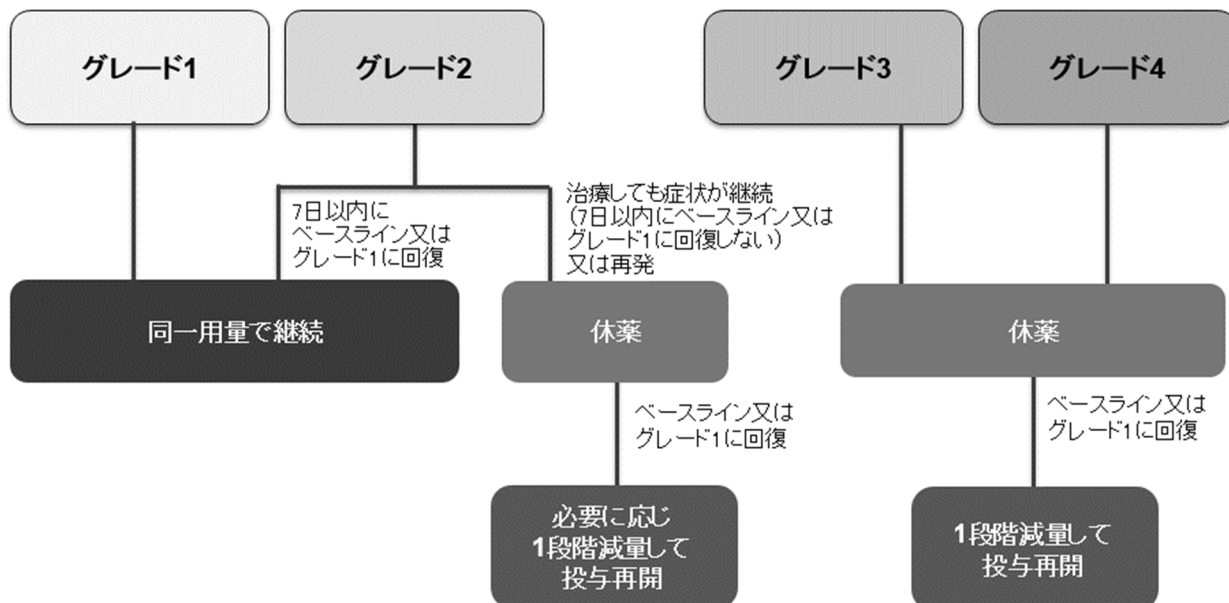 グレード1
グレード2
グレード3
グレード4
7日以内に
ベースライン又は
グレード1に回復
治療しても症状が継続
(7日以内にベースライン又は
グレード1に回復しない)
又は再発
同一用量で継続
休薬
休薬
ベースライン又は
グレード1に回復
ベースライン又は
グレード1に回復
必要に応じ
1段階減量して
投与再開
1段階減量して
投与再開